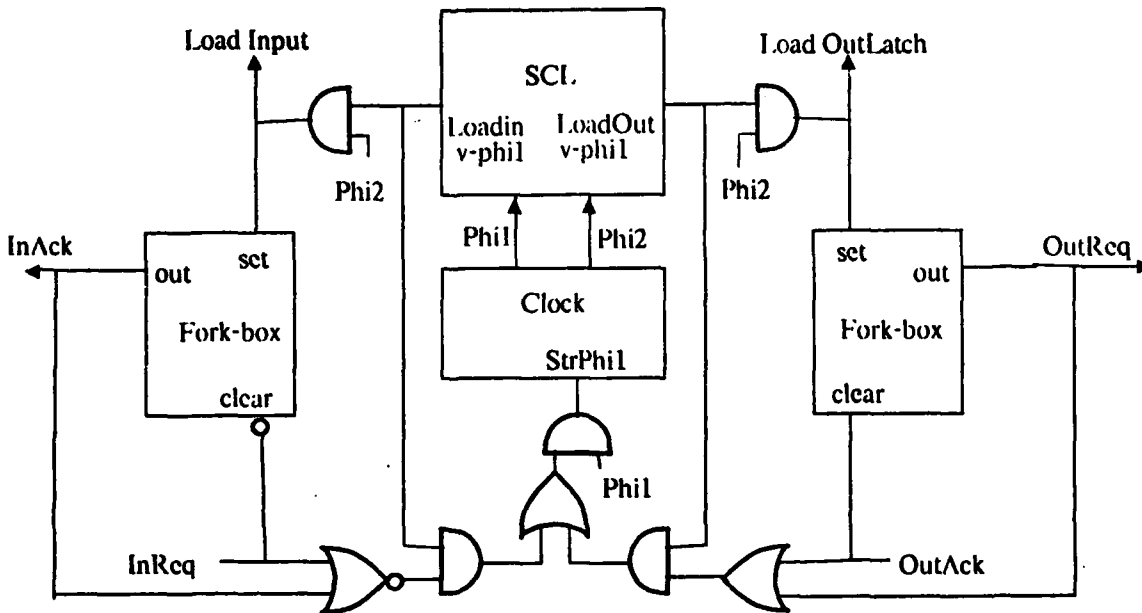 Load Input
Load OutLatch
SCL
Loadin
v-phi1
LoadOut
v-phi1
Phi2
Phi2
Phi1
Phi2
InAck
OutReq
set
out
Fork-box
clear
Clock
StrPhi1
set
out
Fork-box
clear
Phi1
InReq
OutAck